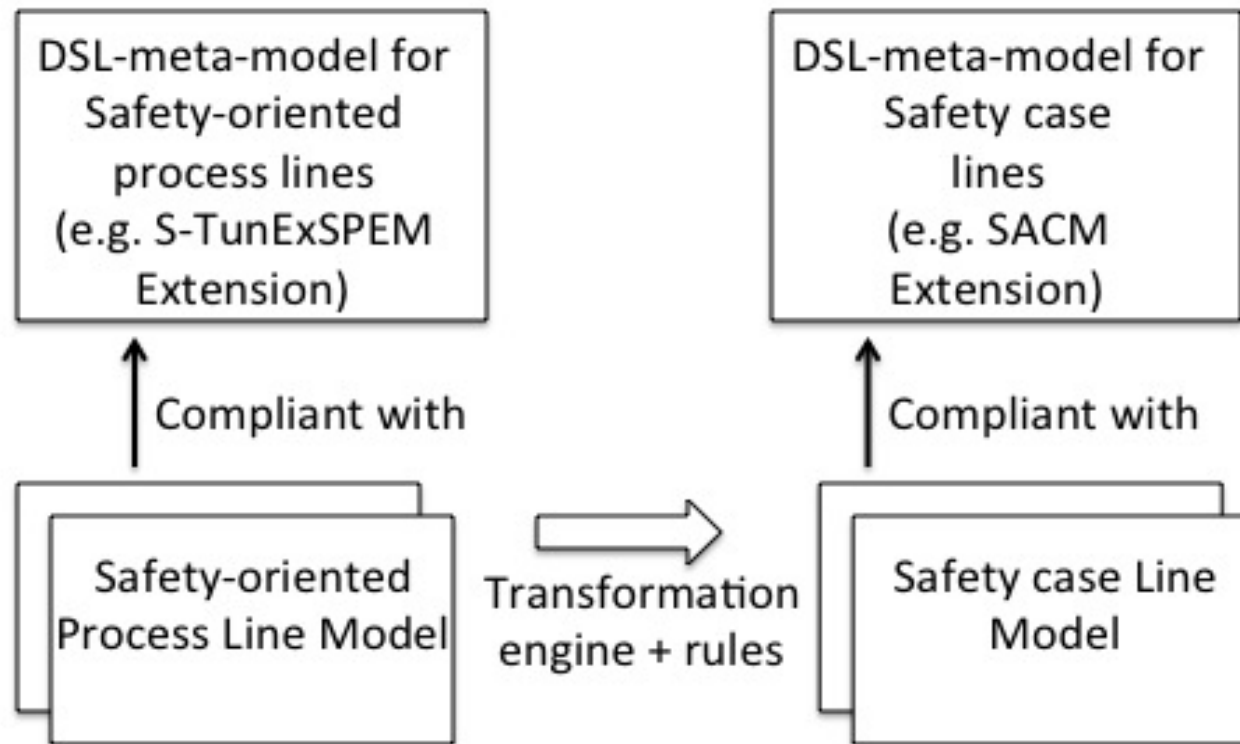 DSL-meta-model for
Safety-oriented
process lines
(e.g. S-TunExSPEM
Extension)
DSL-meta-model for
Safety case
lines
(e.g. SACM
Extension)
Compliant with
Compliant with
Safety-oriented
Process Line Model
Transformation
engine + rules
Safety case Line
Model